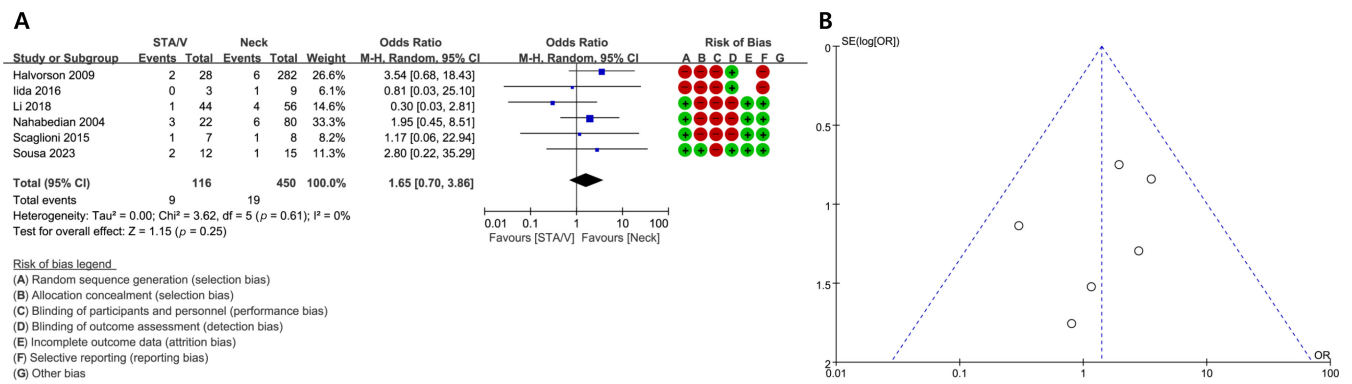 A
STA/V Neck Odds Ratio Odds Ratio Risk of Bias
Study or Subgroup Events Total Events Total Weight M-H, Random, 95% CI M-H, Random, 95% CI A B C D E F G
Halvorson 2009 2 28 6 282 26.6% 3.54 [0.68, 18.43]
Iida 2016 0 3 1 9 6.1% 0.81 [0.03, 25.10]
Li 2018 1 44 4 56 14.6% 0.30 [0.03, 2.81]
Nahabedian 2004 3 22 6 80 33.3% 1.95 [0.45, 8.51]
Scaglioni 2015 1 7 1 8 8.2% 1.17 [0.06, 22.94]
Sousa 2023 2 12 1 15 11.3% 2.80 [0.22, 35.29]
Total (95% CI) 116 450 100.0% 1.65 [0.70, 3.86]
Total events 9 19
Heterogeneity: Tau² = 0.00; Chi² = 3.62, df = 5 (p = 0.61); I² = 0%
Test for overall effect: Z = 1.15 (p = 0.25)
0.01 0.1 1 10 100
Favours [STA/V] Favours [Neck]
Risk of bias legend
(A) Random sequence generation (selection bias)
(B) Allocation concealment (selection bias)
(C) Blinding of participants and personnel (performance bias)
(D) Blinding of outcome assessment (detection bias)
(E) Incomplete outcome data (attrition bias)
(F) Selective reporting (reporting bias)
(G) Other bias
B
SE(log[OR])
0
0.5
1
1.5
2
OR
0.01 0.1 1 10 100